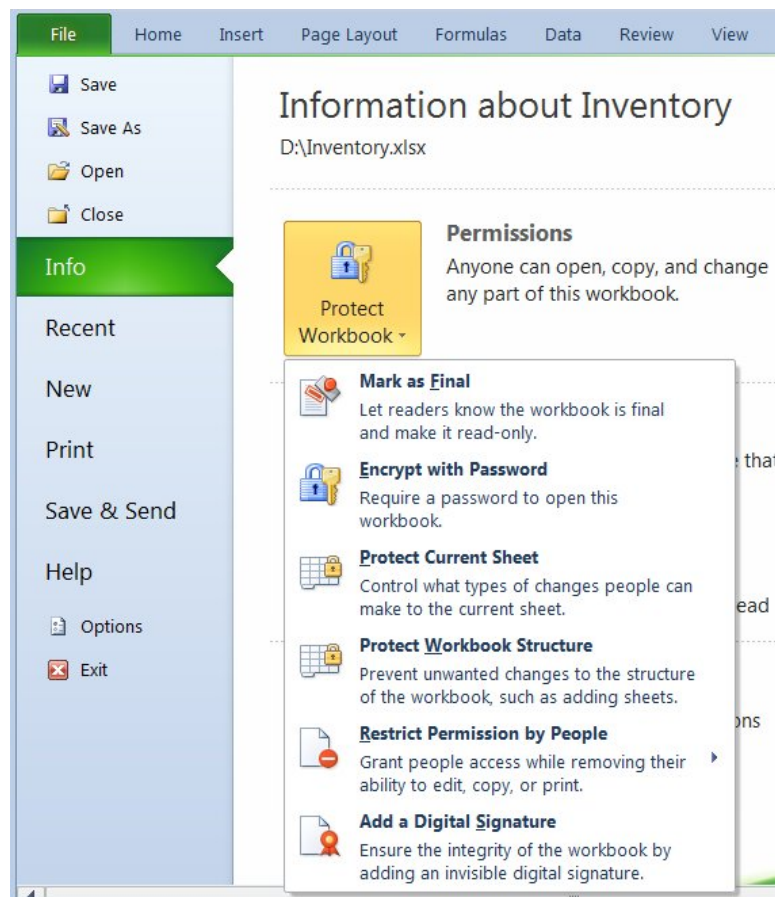 File Home Insert Page Layout Formulas Data Review View
Save
Save As
Open
Close
Info
Recent
New
Print
Save & Send
Help
Options
Exit
Information about Inventory
D:\Inventory.xlsx
Protect
Workbook
Permissions
Anyone can open, copy, and change
any part of this workbook.
Mark as Final
Let readers know the workbook is final
and make it read-only.
Encrypt with Password
Require a password to open this
workbook.
Protect Current Sheet
Control what types of changes people can
make to the current sheet.
Protect Workbook Structure
Prevent unwanted changes to the structure
of the workbook, such as adding sheets.
Restrict Permission by People
Grant people access while removing their
ability to edit, copy, or print.
Add a Digital Signature
Ensure the integrity of the workbook by
adding an invisible digital signature.